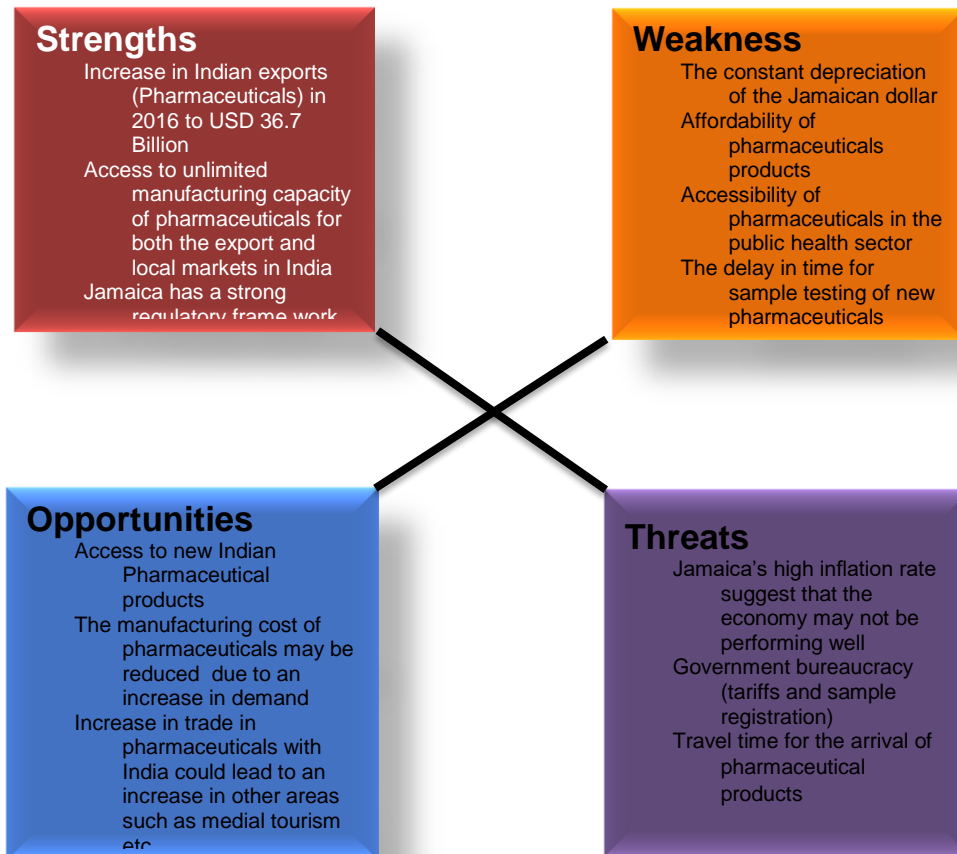 Strengths
Increase in Indian exports
(Pharmaceuticals) in
2016 to USD 36.7
Billion
Access to unlimited
manufacturing capacity
of pharmaceuticals for
both the export and
local markets in India
Jamaica has a strong
regulatory frame work
Weakness
The constant depreciation
of the Jamaican dollar
Affordability of
pharmaceuticals
products
Accessibility of
pharmaceuticals in the
public health sector
The delay in time for
sample testing of new
pharmaceuticals
Opportunities
Access to new Indian
Pharmaceutical
products
The manufacturing cost of
pharmaceuticals may be
reduced due to an
increase in demand
Increase in trade in
pharmaceuticals with
India could lead to an
increase in other areas
such as medial tourism
etc
Threats
Jamaica’s high inflation rate
suggest that the
economy may not be
performing well
Government bureaucracy
(tariffs and sample
registration)
Travel time for the arrival of
pharmaceutical
products